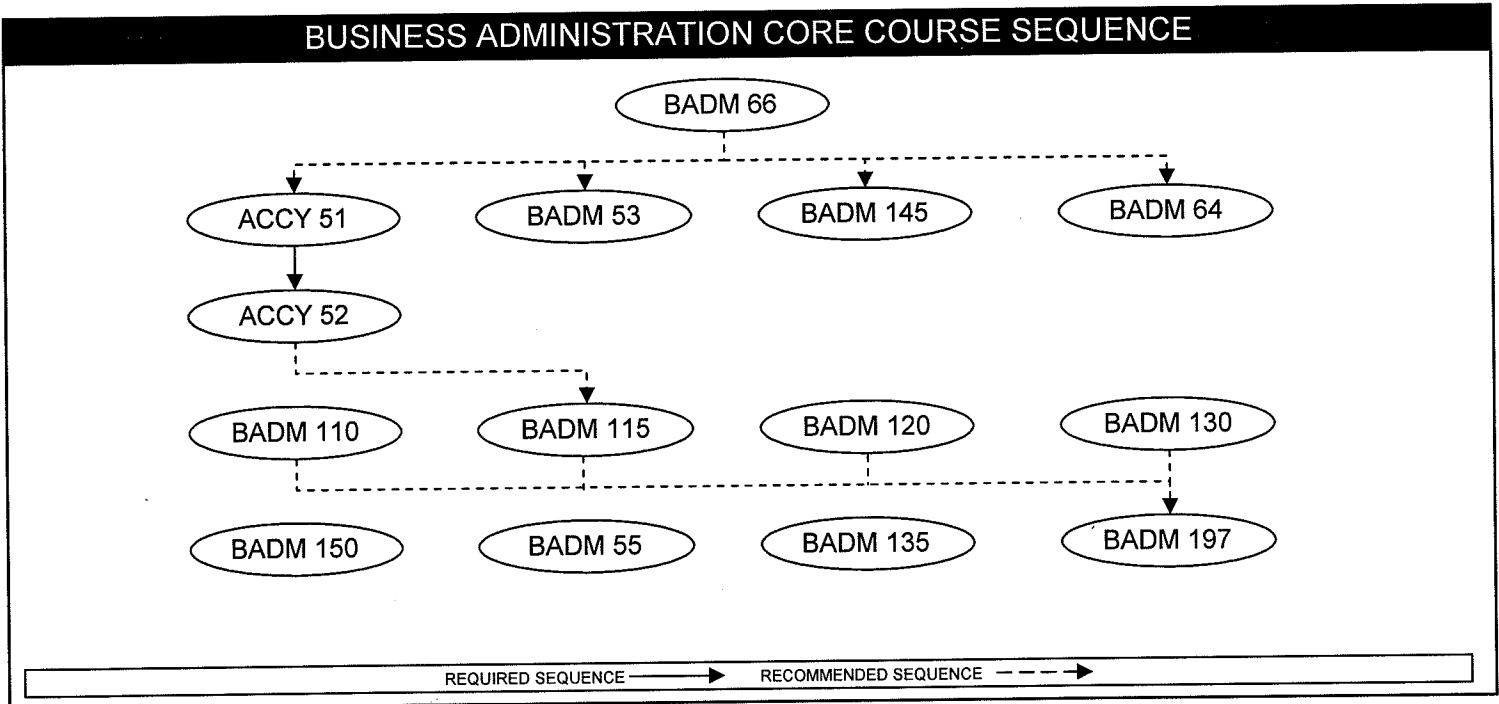 BUSINESS ADMINISTRATION CORE COURSE SEQUENCE
BADM 66
ACCY 51 BADM 53 BADM 145 BADM 64
ACCY 52
BADM 110 BADM 115 BADM 120 BADM 130
BADM 150 BADM 55 BADM 135 BADM 197
REQUIRED SEQUENCE RECOMMENDED SEQUENCE